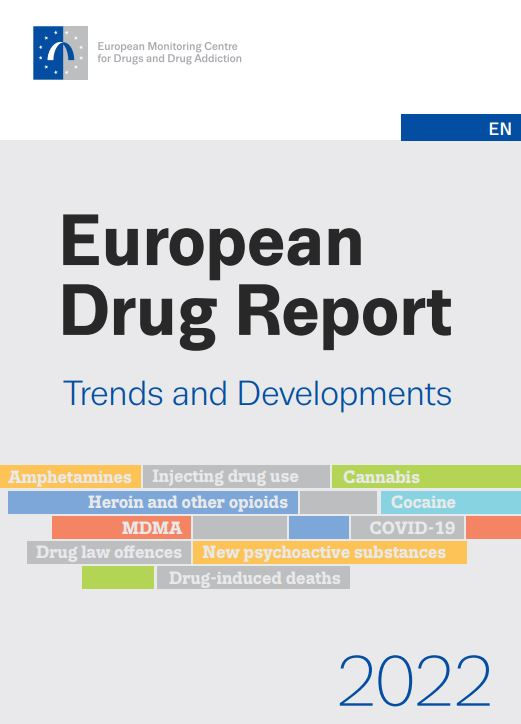 European Monitoring Centre
for Drugs and Drug Addiction
EN
European
Drug Report
Trends and Developments
Amphetamines Injecting drug use Cannabis
Heroin and other opioids Cocaine
MDMA COVID-19
Drug law offences New psychoactive substances
Drug-induced deaths
2022